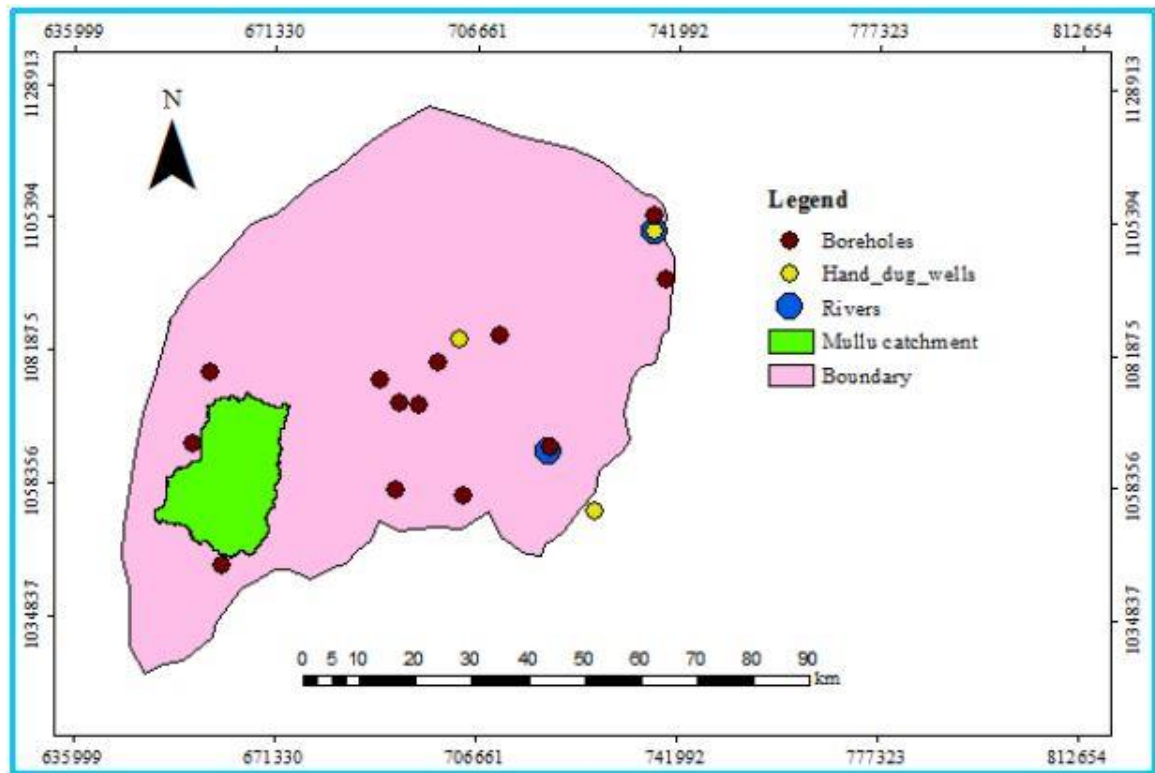 635999 671330 706661 741992 777323 812654
1128913 1128913
N
Legend
1105394 1105394
Boreholes
Hand_dug_wells
Rivers
1081875 Mullu catchment 1081875
Boundary
1058356 1058356
1034837 1034837
0 5 10 20 30 40 50 60 70 80 90
km
635999 671330 706661 741992 777323 812654